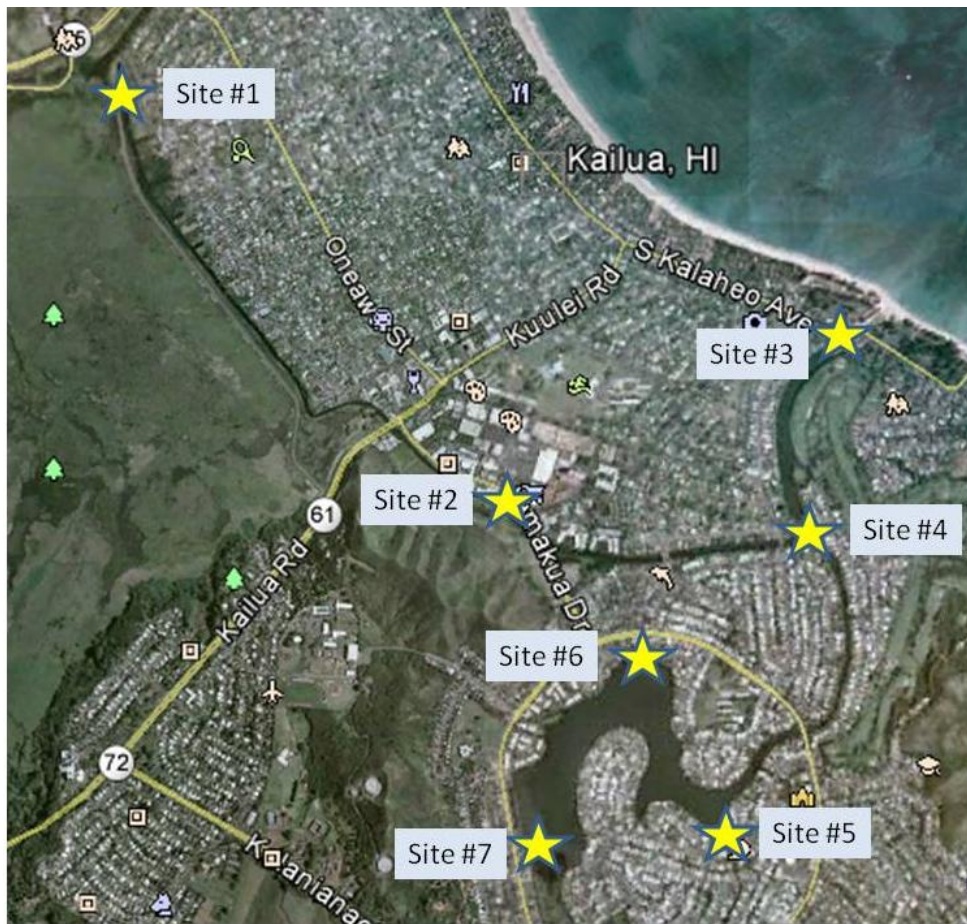 Site #1
Kailua, HI
Oneawa St
Kuulei Rd
S Kalaheo Ave
Site #3
61
Site #2
Site #4
Kailua Rd
Site #6
72
Site #7
Site #5